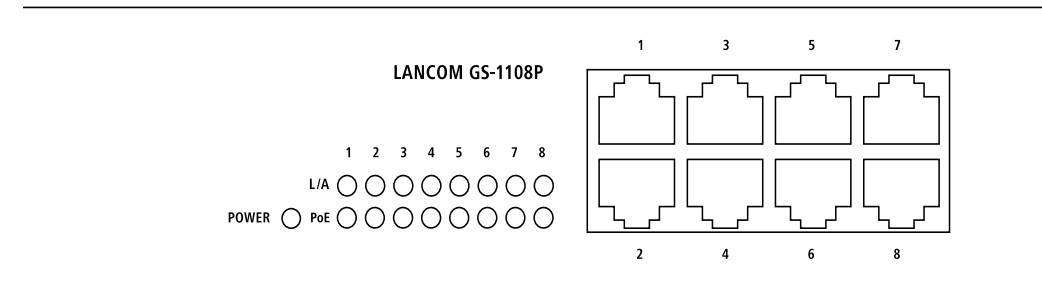 1 3 5 7
LANCOM GS-1108P
1 2 3 4 5 6 7 8
L/A
POWER PoE
2 4 6 8